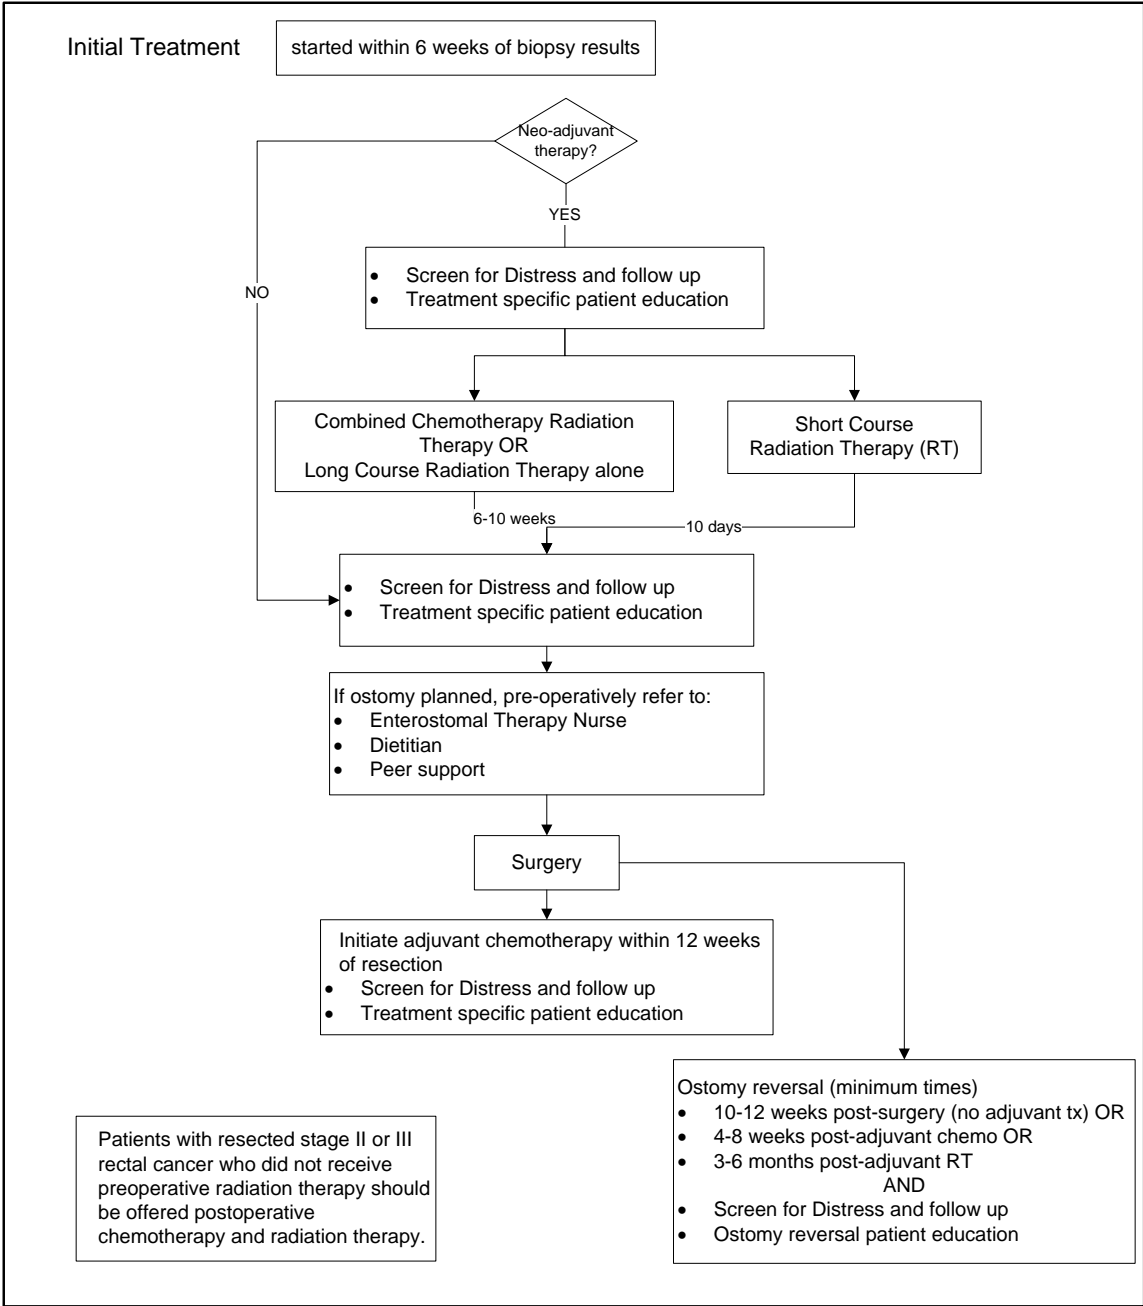 Initial Treatment
started within 6 weeks of biopsy results
Neo-adjuvant
therapy?
YES
NO
• Screen for Distress and follow up
• Treatment specific patient education
Combined Chemotherapy Radiation
Therapy OR
Long Course Radiation Therapy alone
Short Course
Radiation Therapy (RT)
6-10 weeks
10 days
• Screen for Distress and follow up
• Treatment specific patient education
If ostomy planned, pre-operatively refer to:
• Enterostomal Therapy Nurse
• Dietitian
• Peer support
Surgery
Initiate adjuvant chemotherapy within 12 weeks
of resection
• Screen for Distress and follow up
• Treatment specific patient education
Ostomy reversal (minimum times)
• 10-12 weeks post-surgery (no adjuvant tx) OR
• 4-8 weeks post-adjuvant chemo OR
• 3-6 months post-adjuvant RT
AND
• Screen for Distress and follow up
• Ostomy reversal patient education
Patients with resected stage II or III
rectal cancer who did not receive
preoperative radiation therapy should
be offered postoperative
chemotherapy and radiation therapy.